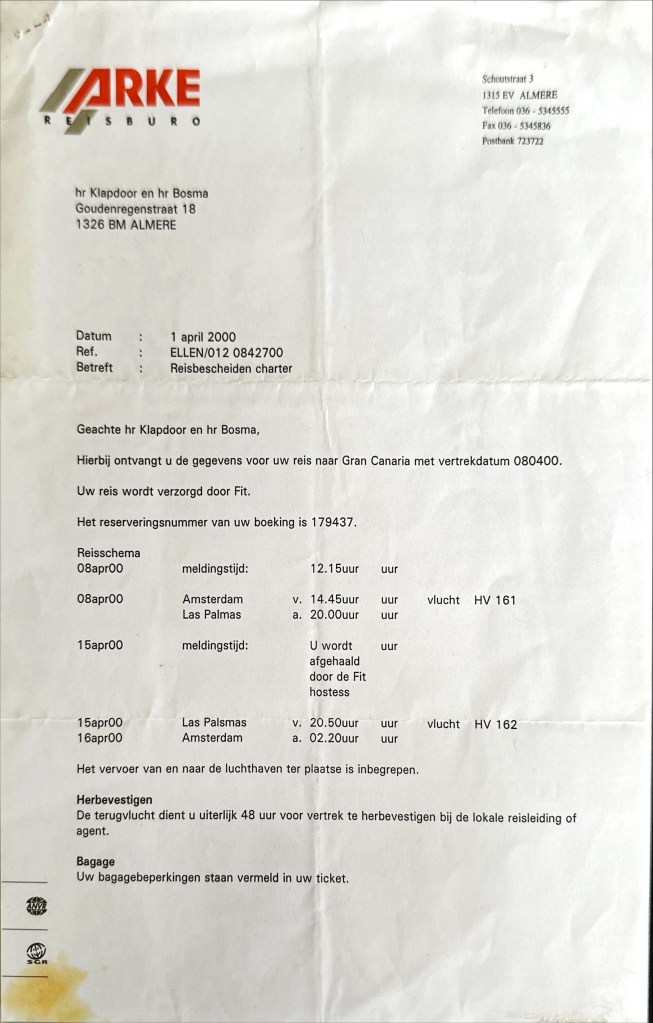 ARKE
REISBURO
Schoutstraat 3
1315 EV ALMERE
Telefoon 036 - 5345555
Fax 036 - 5345836
Postbank 723722
hr Klapdoor en hr Bosma
Goudenregenstraat 18
1326 BM ALMERE
Datum : 1 april 2000
Ref. : ELLEN/012 0842700
Betreft : Reisbescheiden charter
Geachte hr Klapdoor en hr Bosma,
Hierbij ontvangt u de gegevens voor uw reis naar Gran Canaria met vertrekdatum 080400.
Uw reis wordt verzorgd door Fit.
Het reserveringsnummer van uw boeking is 179437.
Reisschema
08apr00 meldingstijd: 12.15uur uur
08apr00 Amsterdam v. 14.45uur uur vlucht HV 161
Las Palmas a. 20.00uur uur
15apr00 meldingstijd: U wordt uur
afgehaald
door de Fit
hostess
15apr00 Las Palsmas v. 20.50uur uur vlucht HV 162
16apr00 Amsterdam a. 02.20uur uur
Het vervoer van en naar de luchthaven ter plaatse is inbegrepen.
Herbevestigen
De terugvlucht dient u uiterlijk 48 uur voor vertrek te herbevestigen bij de lokale reisleiding of
agent.
Bagage
Uw bagagebeperkingen staan vermeld in uw ticket.
ANVR
SGR